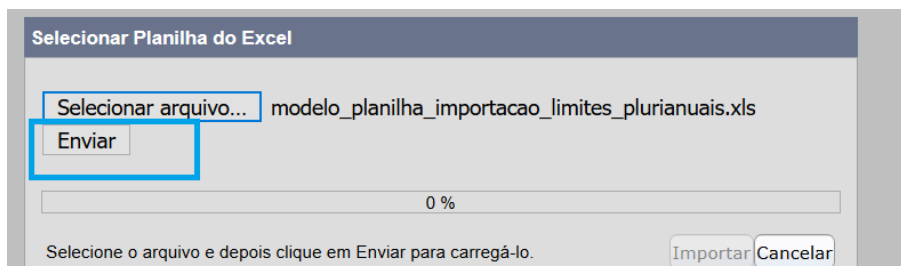 Selecionar Planilha do Excel
Selecionar arquivo... modelo_planilha_importacao_limites_plurianuais.xls
Enviar
0 %
Selecione o arquivo e depois clique em Enviar para carregá-lo. Importar Cancelar